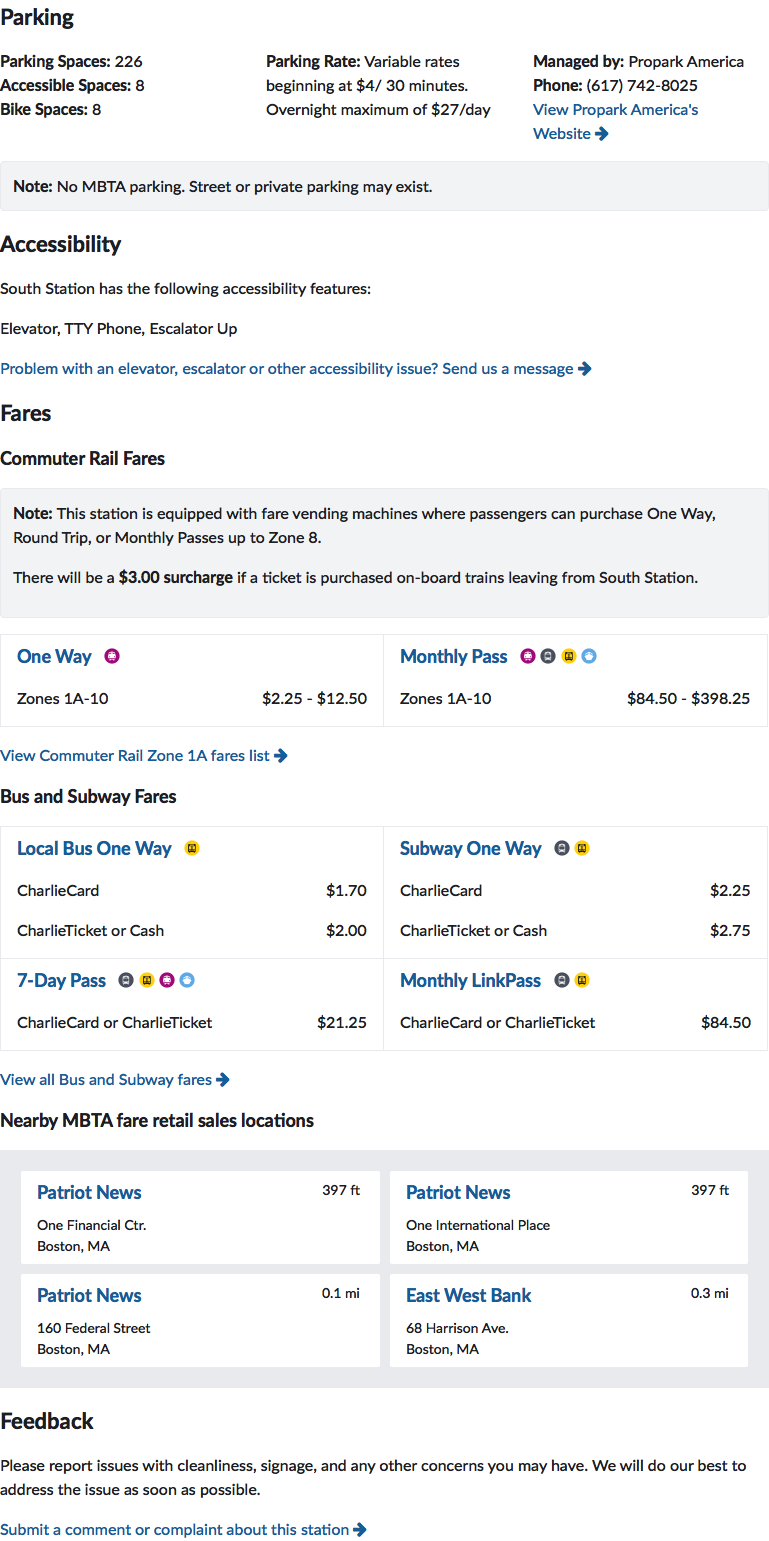 Parking
Parking Spaces: 226
Accessible Spaces: 8
Bike Spaces: 8
Parking Rate: Variable rates
beginning at $4/ 30 minutes.
Overnight maximum of $27/day
Managed by: Propark America
Phone: (617) 742-8025
View Propark America's
Website
Note: No MBTA parking. Street or private parking may exist.
Accessibility
South Station has the following accessibility features:
Elevator, TTY Phone, Escalator Up
Problem with an elevator, escalator or other accessibility issue? Send us a message
Fares
Commuter Rail Fares
Note: This station is equipped with fare vending machines where passengers can purchase One Way,
Round Trip, or Monthly Passes up to Zone 8.
There will be a $3.00 surcharge if a ticket is purchased on-board trains leaving from South Station.
One Way
Zones 1A-10 $2.25 - $12.50
Monthly Pass
Zones 1A-10 $84.50 - $398.25
View Commuter Rail Zone 1A fares list
Bus and Subway Fares
Local Bus One Way
CharlieCard $1.70
CharlieTicket or Cash $2.00
Subway One Way
CharlieCard $2.25
CharlieTicket or Cash $2.75
7-Day Pass
CharlieCard or CharlieTicket $21.25
Monthly LinkPass
CharlieCard or CharlieTicket $84.50
View all Bus and Subway fares
Nearby MBTA fare retail sales locations
Patriot News 397 ft
One Financial Ctr.
Boston, MA
Patriot News 397 ft
One International Place
Boston, MA
Patriot News 0.1 mi
160 Federal Street
Boston, MA
East West Bank 0.3 mi
68 Harrison Ave.
Boston, MA
Feedback
Please report issues with cleanliness, signage, and any other concerns you may have. We will do our best to
address the issue as soon as possible.
Submit a comment or complaint about this station